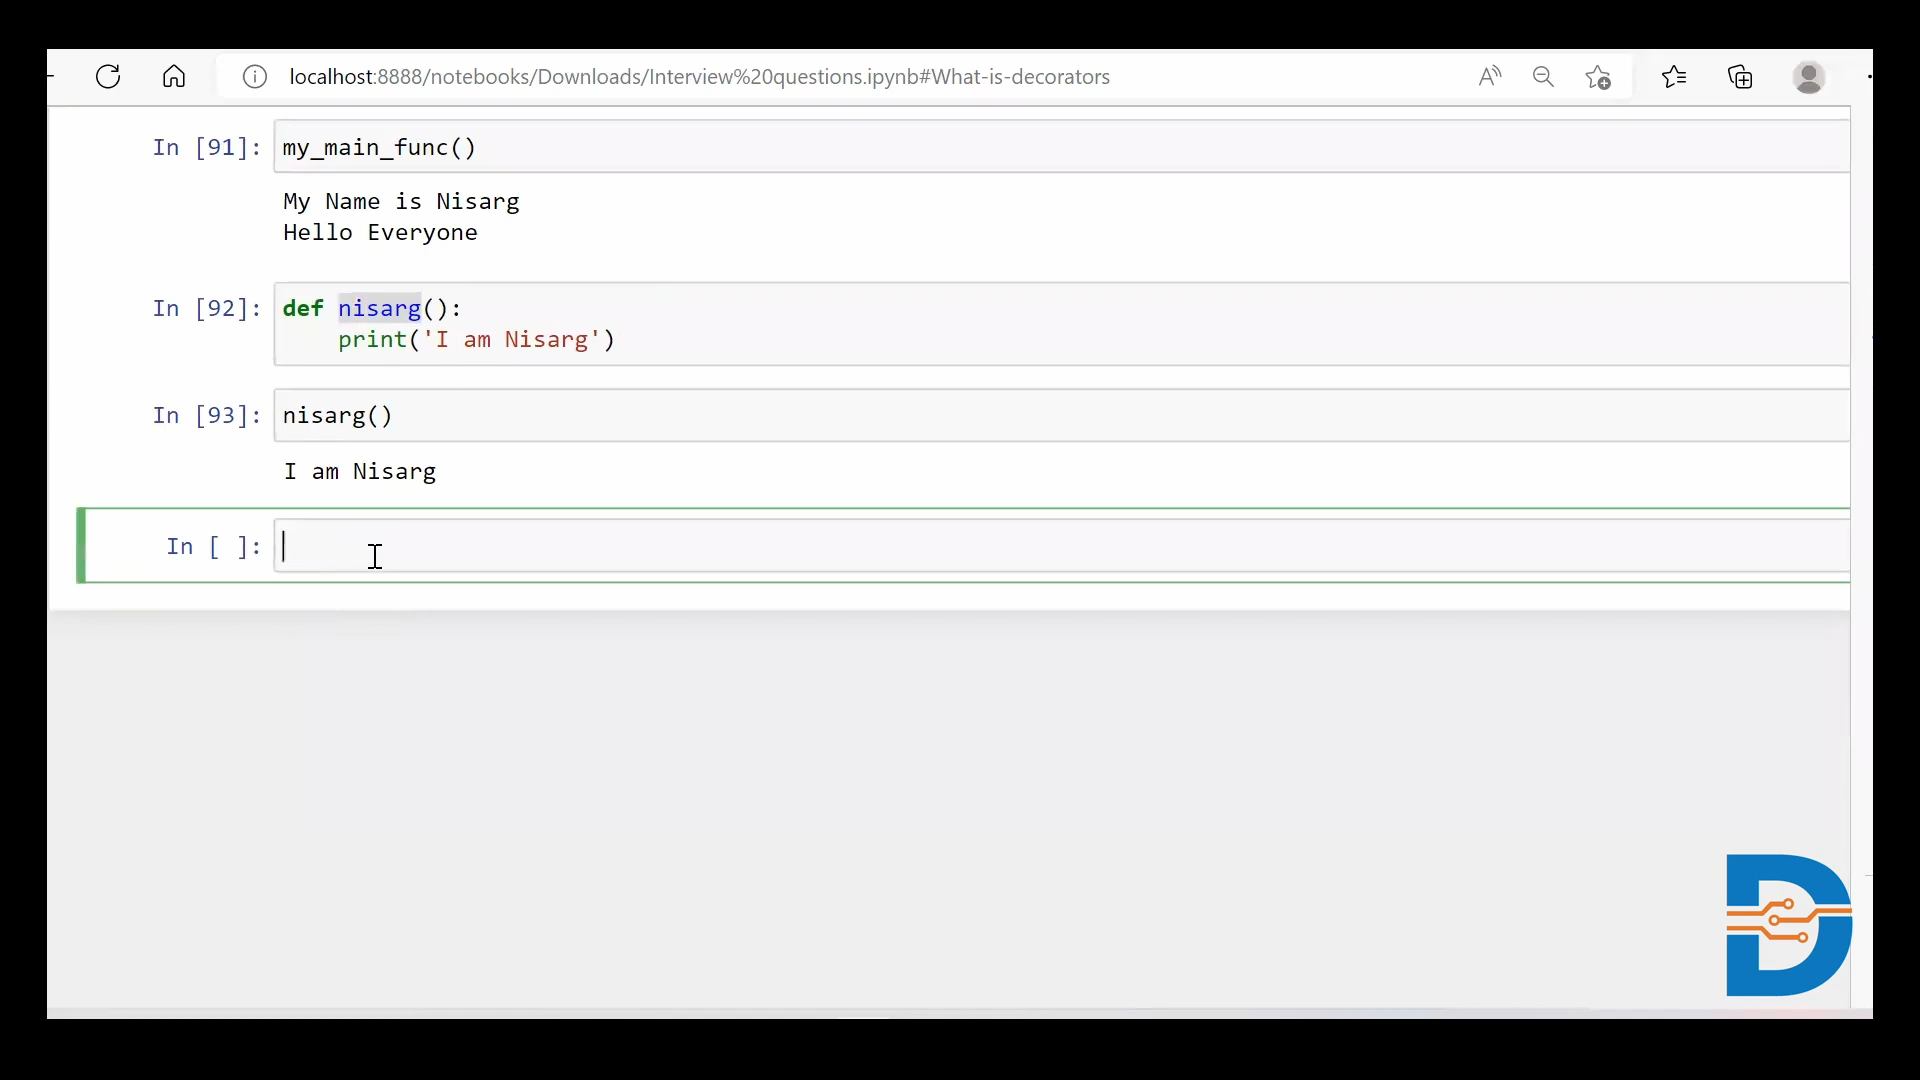 localhost:8888/notebooks/Downloads/Interview%20questions.ipynb#What-is-decorators
In [91]: my_main_func()
My Name is Nisarg
Hello Everyone
In [92]: def nisarg():
print('I am Nisarg')
In [93]: nisarg()
I am Nisarg
In [ ]: